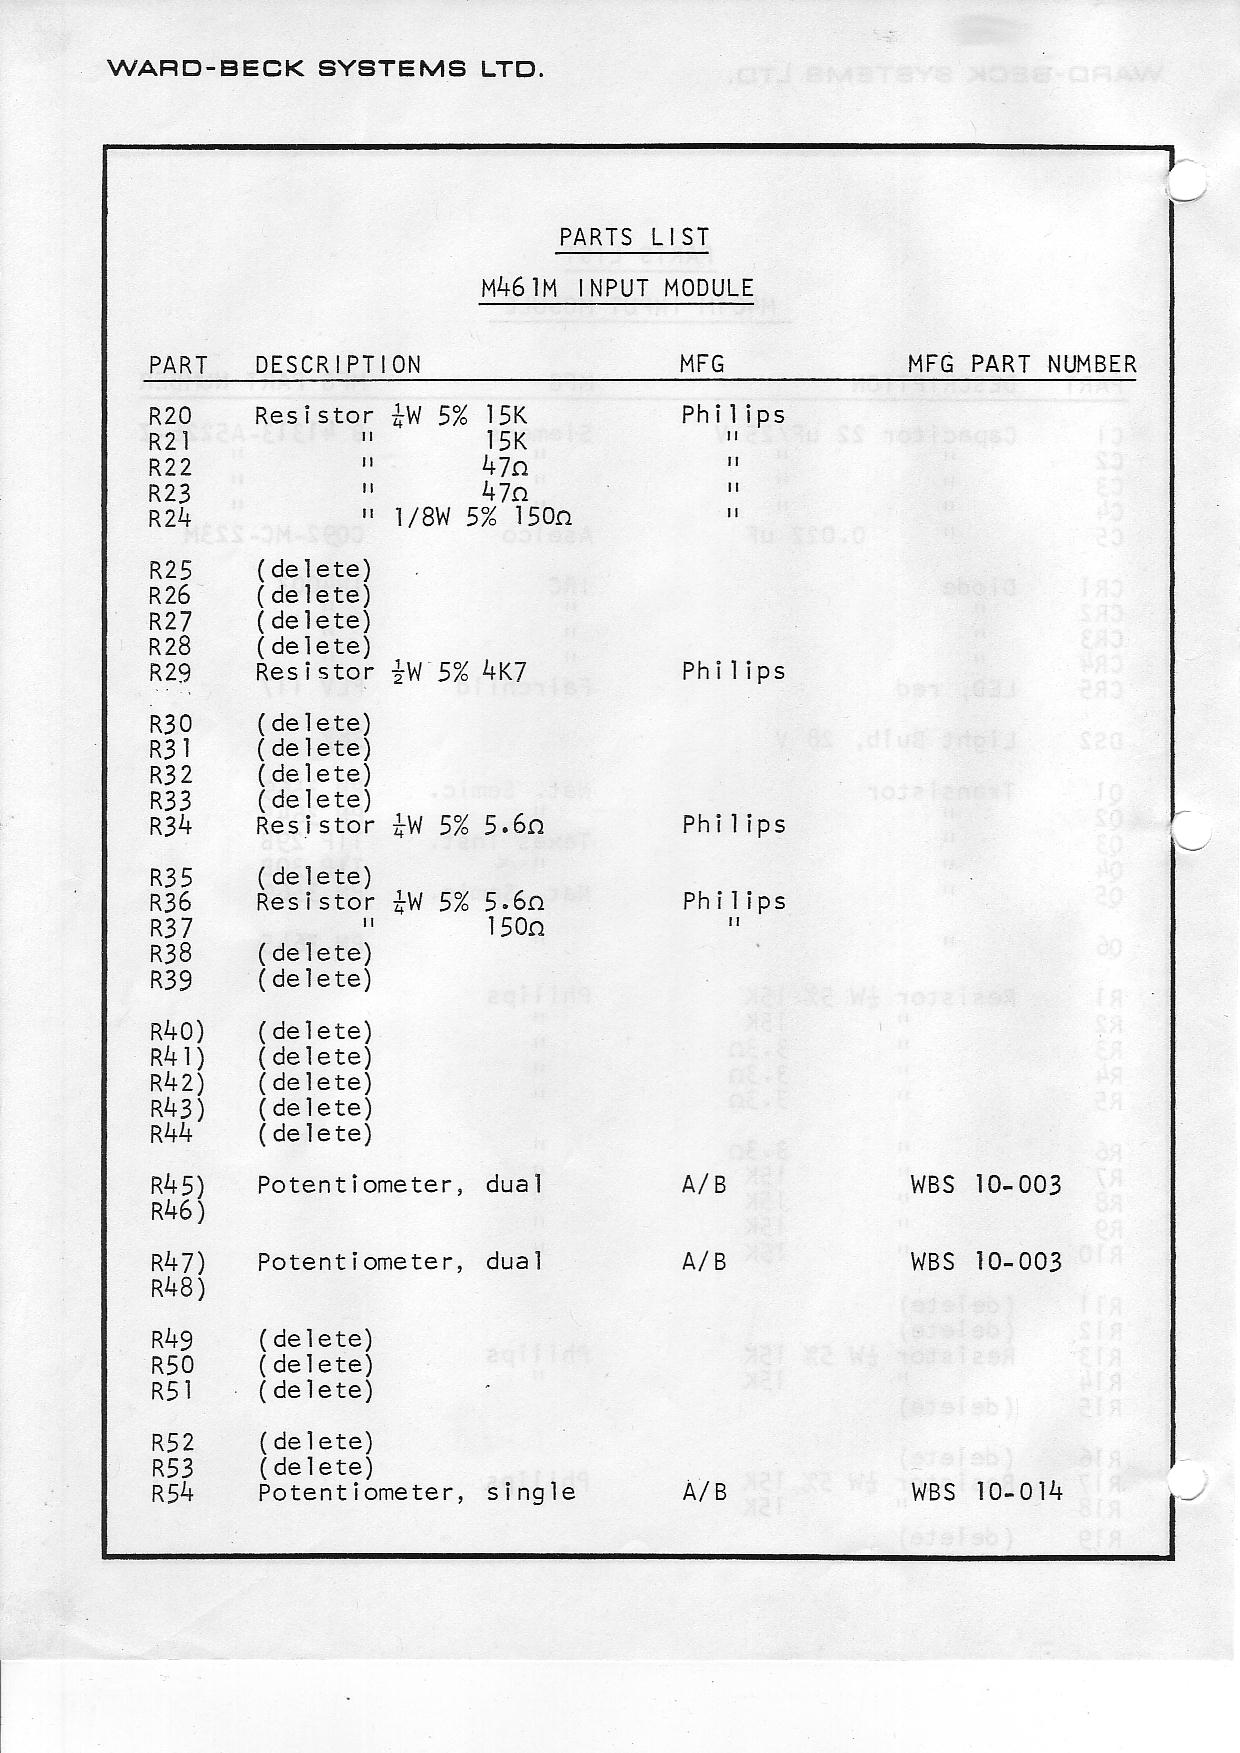 WARD-BECK SYSTEMS LTD.
PARTS LIST
M461M INPUT MODULE
PART DESCRIPTION MFG MFG PART NUMBER
R20 Resistor ¼W 5% 15K Philips
R21 " 15K "
R22 " 47Ω "
R23 " 47Ω "
R24 " 1/8W 5% 150Ω "
R25 (delete)
R26 (delete)
R27 (delete)
R28 (delete)
R29 Resistor ½W 5% 4K7 Philips
R30 (delete)
R31 (delete)
R32 (delete)
R33 (delete)
R34 Resistor ¼W 5% 5.6Ω Philips
R35 (delete)
R36 Resistor ¼W 5% 5.6Ω Philips
R37 " 150Ω "
R38 (delete)
R39 (delete)
R40) (delete)
R41) (delete)
R42) (delete)
R43) (delete)
R44 (delete)
R45) Potentiometer, dual A/B WBS 10-003
R46)
R47) Potentiometer, dual A/B WBS 10-003
R48)
R49 (delete)
R50 (delete)
R51 (delete)
R52 (delete)
R53 (delete)
R54 Potentiometer, single A/B WBS 10-014